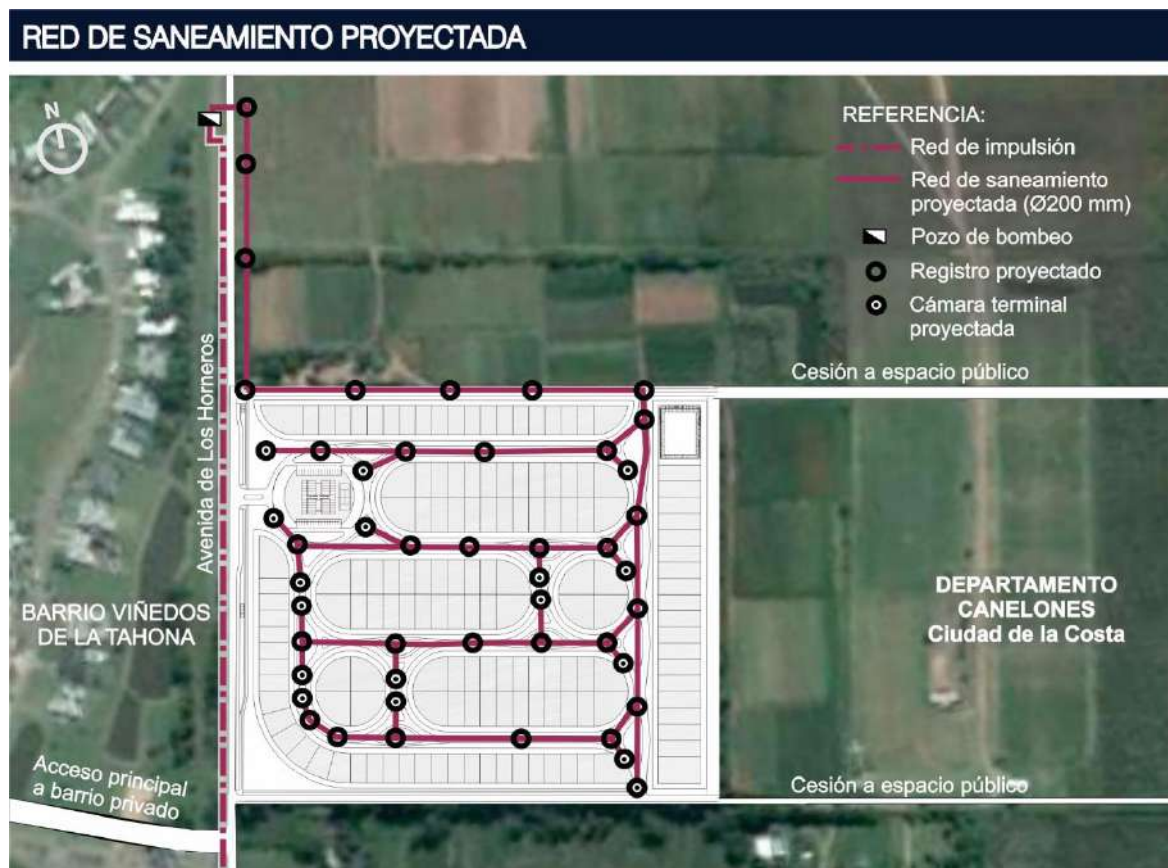 RED DE SANEAMIENTO PROYECTADA
N
REFERENCIA:
Red de impulsión
Red de saneamiento
proyectada (Ø200 mm)
Pozo de bombeo
Registro proyectado
Cámara terminal
proyectada
Cesión a espacio público
Avenida de Los Horneros
BARRIO VIÑEDOS
DE LA TAHONA
DEPARTAMENTO
CANELONES
Ciudad de la Costa
Acceso principal
a barrio privado
Cesión a espacio público